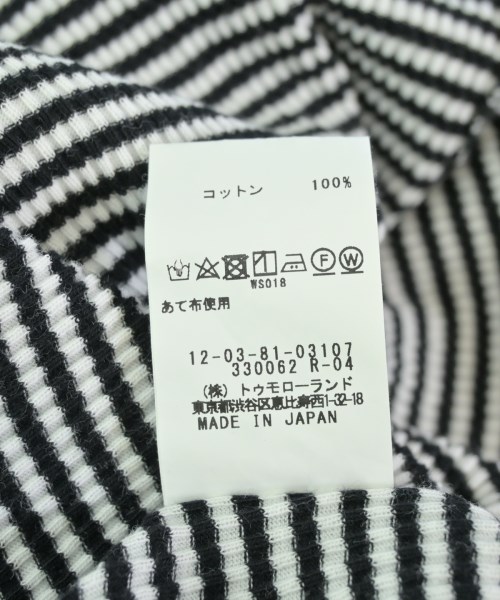 コットン 100%
F W
WS018
あて布使用
12-03-81-03107
330062 R-04
(株) トゥモローランド
東京都渋谷区恵比寿西1-32-18
MADE IN JAPAN